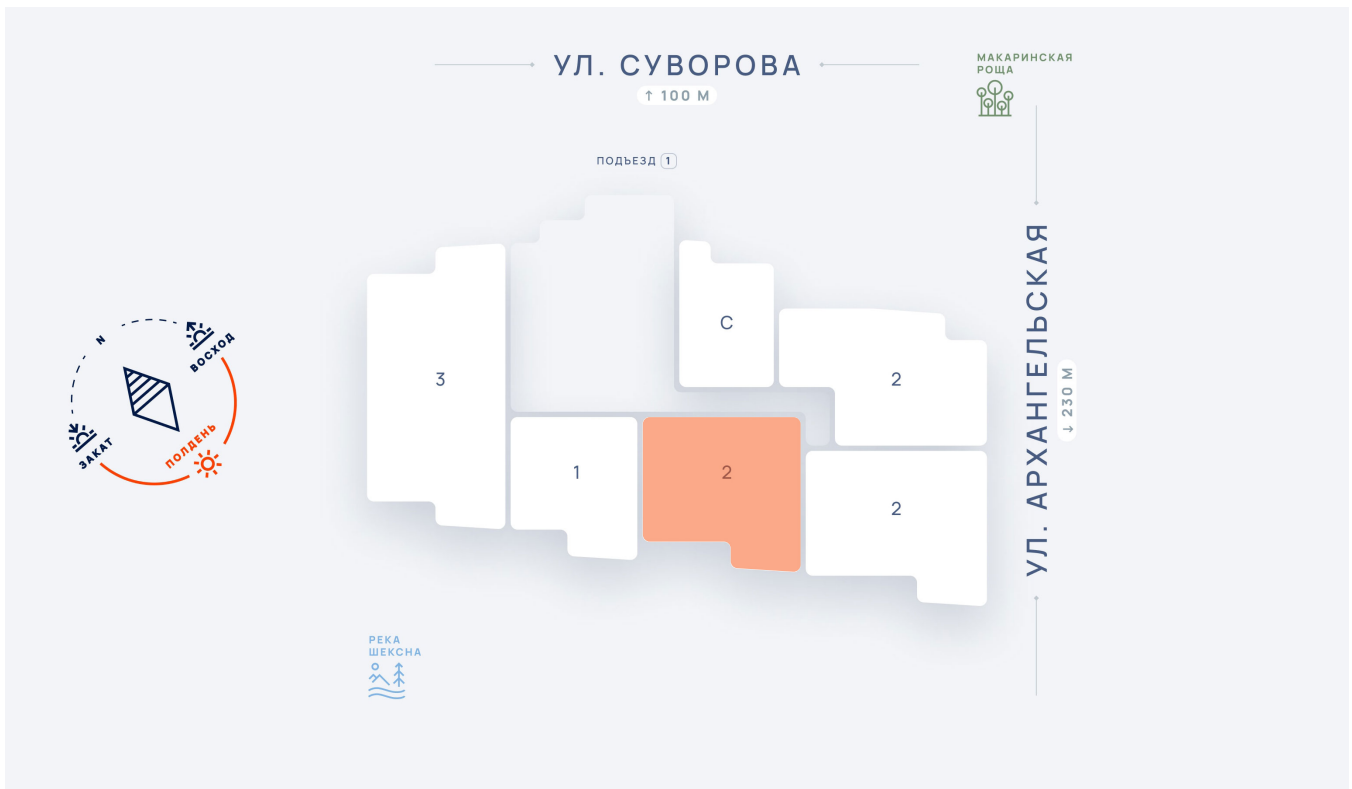 УЛ. СУВОРОВА
↑ 100 М
МАКАРИНСКАЯ
РОЩА
ПОДЪЕЗД 1
УЛ. АРХАНГЕЛЬСКАЯ
↓ 230 М
N
ВОСХОД
ПОЛДЕНЬ
ЗАКАТ
3
С
2
1
2
2
РЕКА
ШЕКСНА